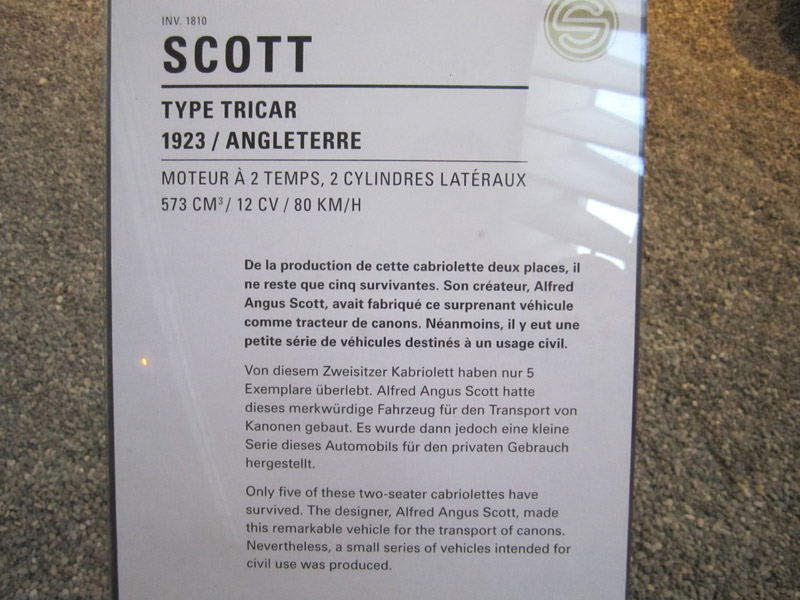 INV. 1810
SCOTT
TYPE TRICAR
1923 / ANGLETERRE
MOTEUR À 2 TEMPS, 2 CYLINDRES LATÉRAUX
573 CM³ / 12 CV / 80 KM/H
De la production de cette cabriolette deux places, il
ne reste que cinq survivantes. Son créateur, Alfred
Angus Scott, avait fabriqué ce surprenant véhicule
comme tracteur de canons. Néanmoins, il y eut une
petite série de véhicules destinés à un usage civil.
Von diesem Zweisitzer Kabriolett haben nur 5
Exemplare überlebt. Alfred Angus Scott hatte
dieses merkwürdige Fahrzeug für den Transport von
Kanonen gebaut. Es wurde dann jedoch eine kleine
Serie dieses Automobils für den privaten Gebrauch
hergestellt.
Only five of these two-seater cabriolettes have
survived. The designer, Alfred Angus Scott, made
this remarkable vehicle for the transport of canons.
Nevertheless, a small series of vehicles intended for
civil use was produced.